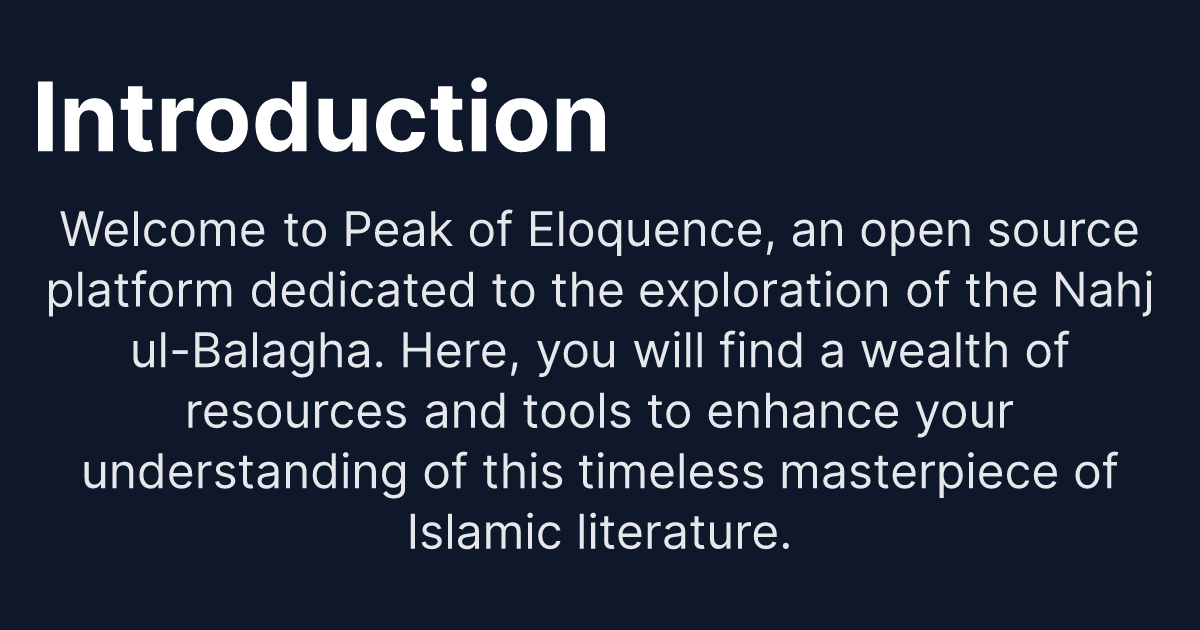 Introduction
Welcome to Peak of Eloquence, an open source
platform dedicated to the exploration of the Nahj
ul-Balagha. Here, you will find a wealth of
resources and tools to enhance your
understanding of this timeless masterpiece of
Islamic literature.